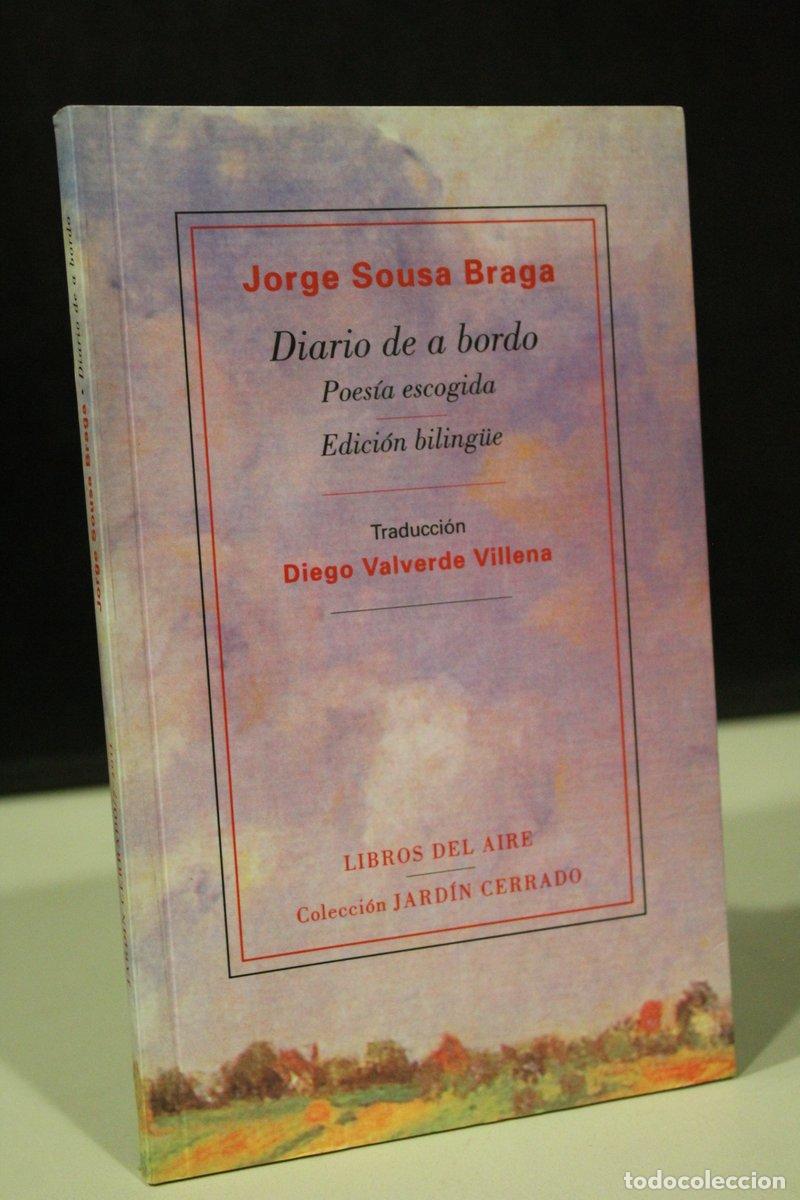 Jorge Sousa Braga
Diario de a bordo
Poesía escogida
Edición bilingüe
Traducción
Diego Valverde Villena
LIBROS DEL AIRE
Colección JARDÍN CERRADO
Jorge Sousa Braga • Diario de a bordo
todocoleccion